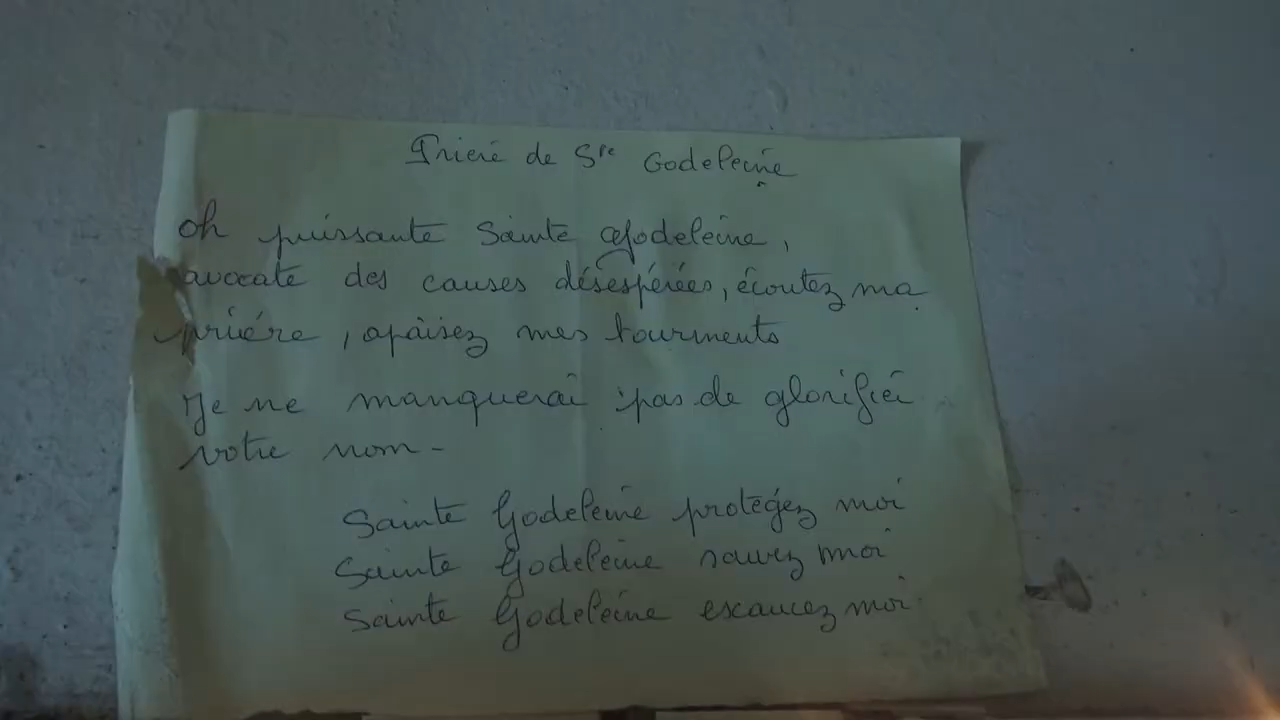 Prière de Ste Godeleine
oh puissante Sainte Godeleine,
avocate des causes désespérées, écoutez ma
prière, apaisez mes tourments
Je ne manquerai pas de glorifier
votre nom -
Sainte Godeleine protégez moi
Sainte Godeleine sauvez moi
Sainte Godeleine escaucez moi